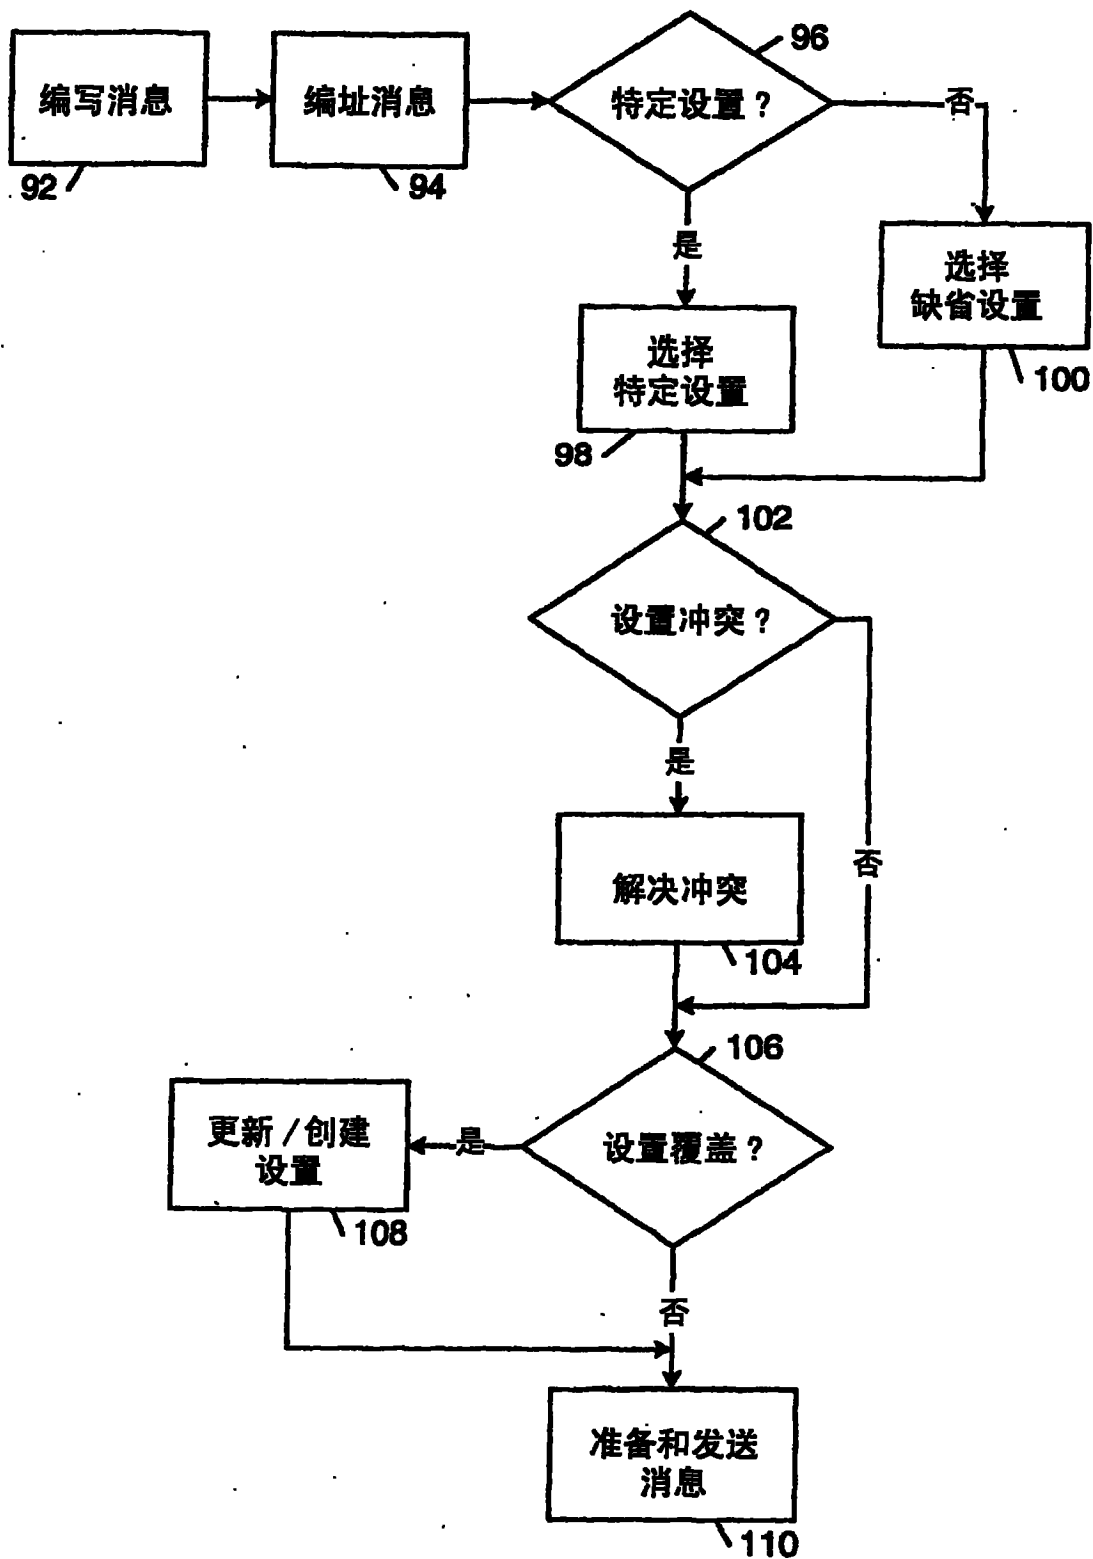 编写消息
92
编址消息
94
特定设置？
96
否
是
选择
缺省设置
100
选择
特定设置
98
设置冲突？
102
是
否
解决冲突
104
设置覆盖？
106
是
更新/创建
设置
108
否
准备和发送
消息
110